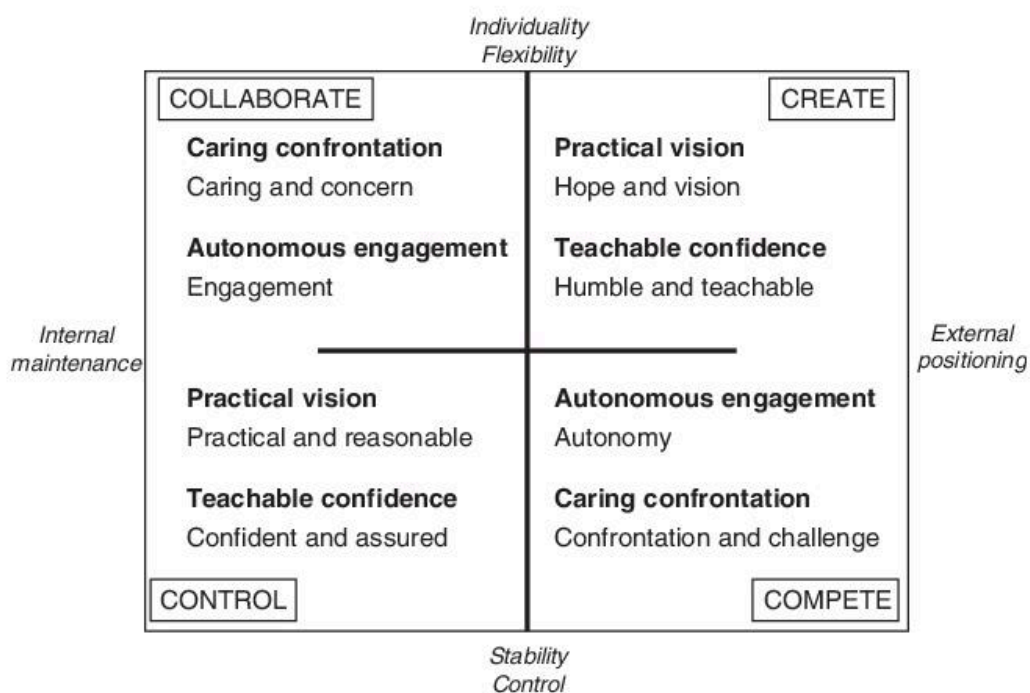 Individuality
Flexibility
COLLABORATE
CREATE
Caring confrontation
Caring and concern
Practical vision
Hope and vision
Autonomous engagement
Engagement
Teachable confidence
Humble and teachable
Internal
maintenance
External
positioning
Practical vision
Practical and reasonable
Autonomous engagement
Autonomy
Teachable confidence
Confident and assured
Caring confrontation
Confrontation and challenge
CONTROL
COMPETE
Stability
Control